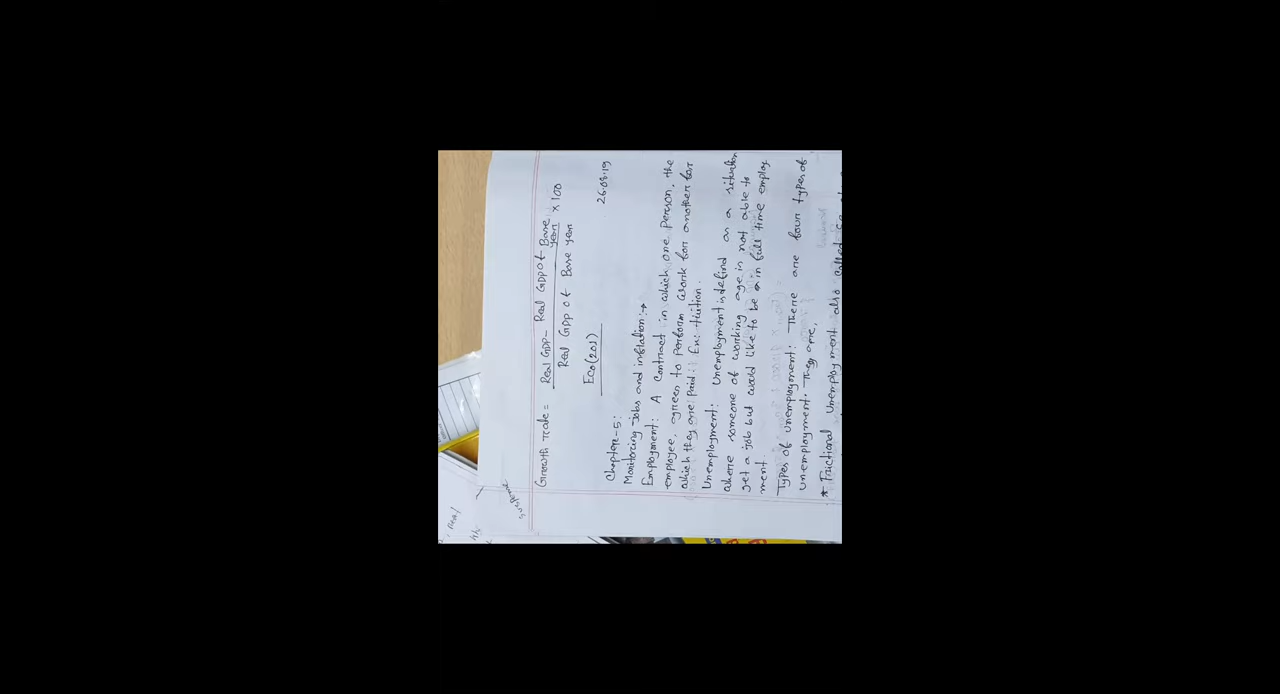 Growth rate = Real GDP - Real GDP of Base year
Real GDP of Base year
× 100
Eco(201)
26.08.19
Chapter-5:
Monitoring Jobs and inflation:→
Employment: A Contract in which one Person, the
employee, agrees to perform work for another for
which they are paid. Ex: tuition.
Unemployment: Unemployment is defind as a situation
where someone of working age is not able to
get a job but would like to be in full time employ
ment.
Types of unemployment: There are four types of
unemployment. They are,
* Frictional Unemployment also called